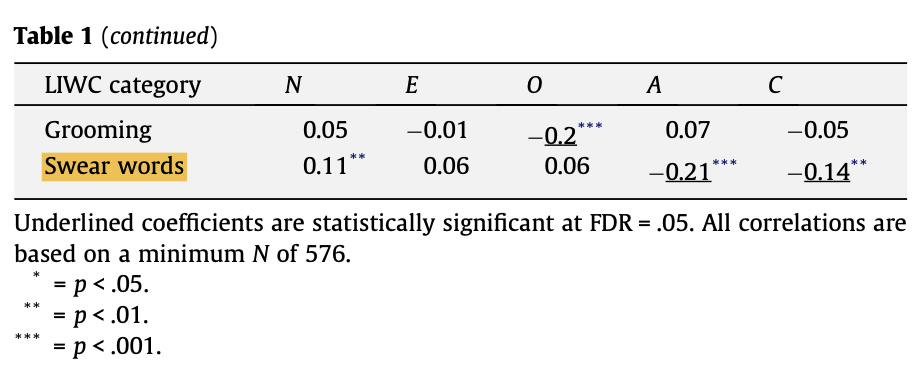 Table 1 (continued)
LIWC category N E O A C
Grooming 0.05 −0.01 −0.2*** 0.07 −0.05
Swear words 0.11** 0.06 0.06 −0.21*** −0.14**
Underlined coefficients are statistically significant at FDR = .05. All correlations are
based on a minimum N of 576.
* = p < .05.
** = p < .01.
*** = p < .001.